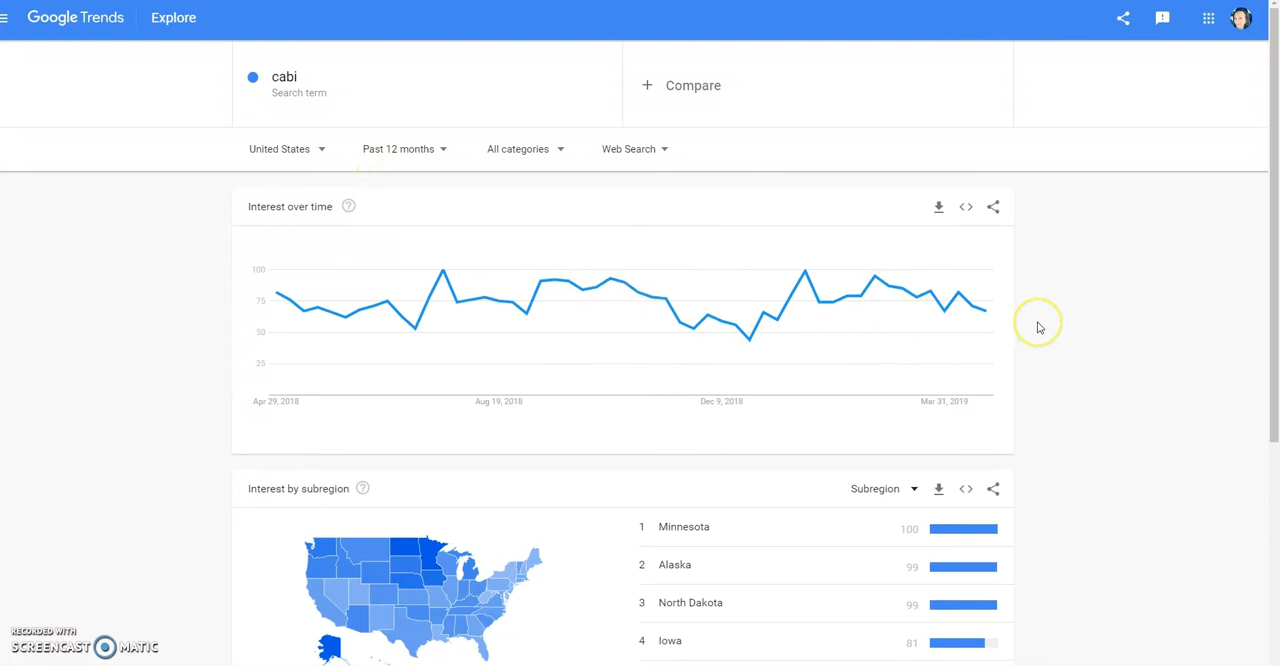 Google Trends Explore
cabi
Search term
+ Compare
United States Past 12 months All categories Web Search
Interest over time ?
100
75
50
25
Apr 29, 2018 Aug 19, 2018 Dec 9, 2018 Mar 31, 2019
Interest by subregion ? Subregion
1 Minnesota 100
2 Alaska 99
3 North Dakota 99
4 Iowa 81
RECORDED WITH
SCREENCAST MATIC